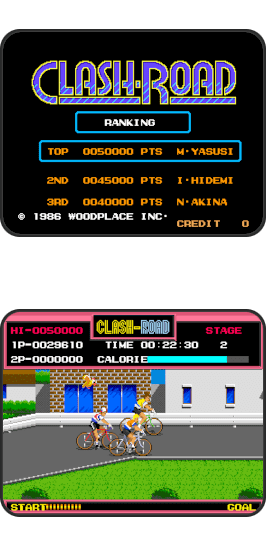 CLASH-ROAD
RANKING
TOP 0050000 PTS M·YASUSI
2ND 0045000 PTS I·HIDEMI
3RD 0040000 PTS N·AKINA
© 1986 WOODPLACE INC·
CREDIT 0
HI-0050000 CLASH-ROAD STAGE
1P-0029610 TIME 00:22:30 2
2P-0000000 CALORIE
START GOAL